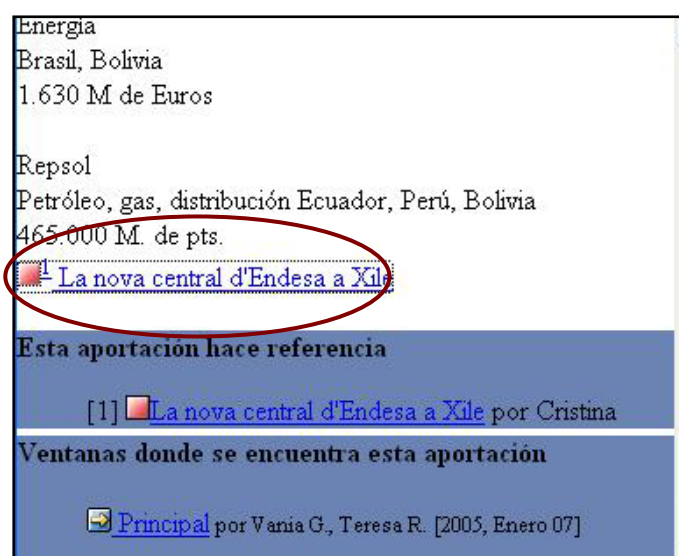 Energia
Brasil, Bolivia
1.630 M de Euros
Repsol
Petróleo, gas, distribución Ecuador, Perú, Bolivia
465.000 M. de pts.
1 La nova central d'Endesa a Xile
Esta aportación hace referencia
[1] La nova central d'Endesa a Xile por Cristina
Ventanas donde se encuentra esta aportación
Principal por Vania G., Teresa R. [2005, Enero 07]